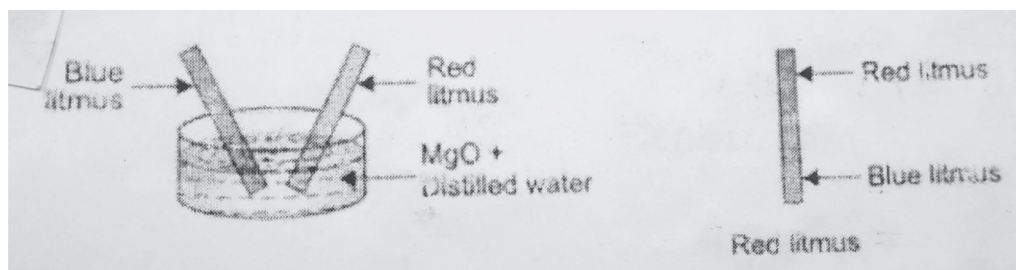 Blue
litmus
Red
litmus
MgO +
Distilled water
Red litmus
Blue litmus
Red litmus